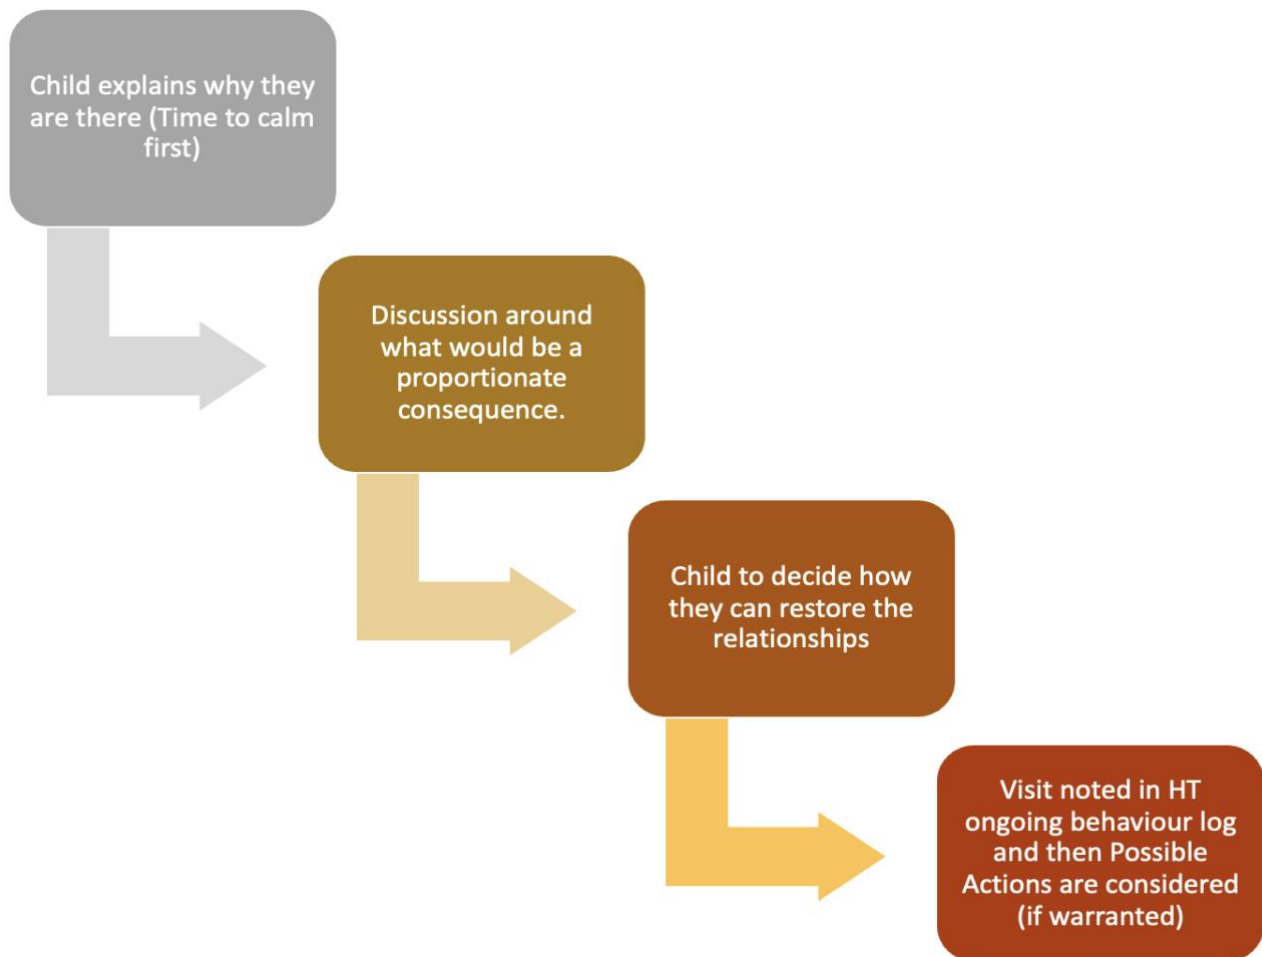 Child explains why they
are there (Time to calm
first)
Discussion around
what would be a
proportionate
consequence.
Child to decide how
they can restore the
relationships
Visit noted in HT
ongoing behaviour log
and then Possible
Actions are considered
(if warranted)